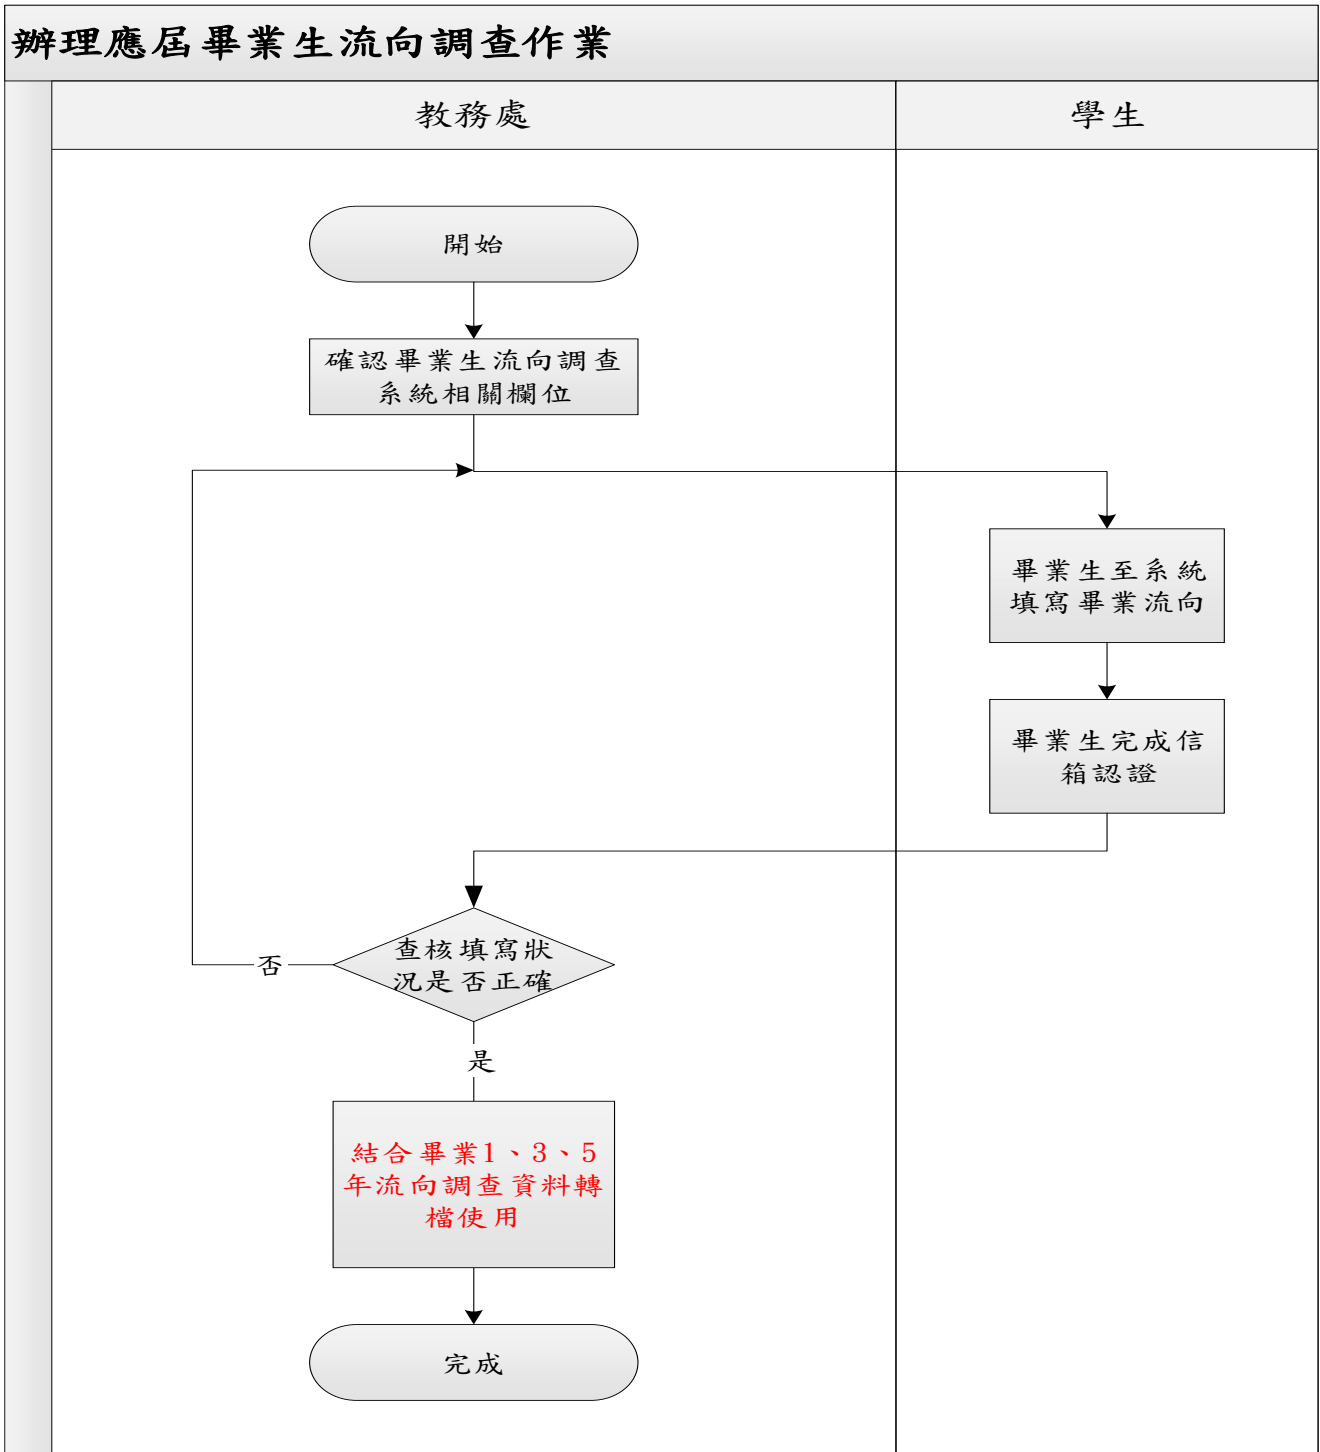 辦理應屆畢業生流向調查作業
教務處
學生
開始
確認畢業生流向調查
系統相關欄位
畢業生至系統
填寫畢業流向
畢業生完成信
箱認證
查核填寫狀
況是否正確
否
是
結合畢業1、3、5
年流向調查資料轉
檔使用
完成